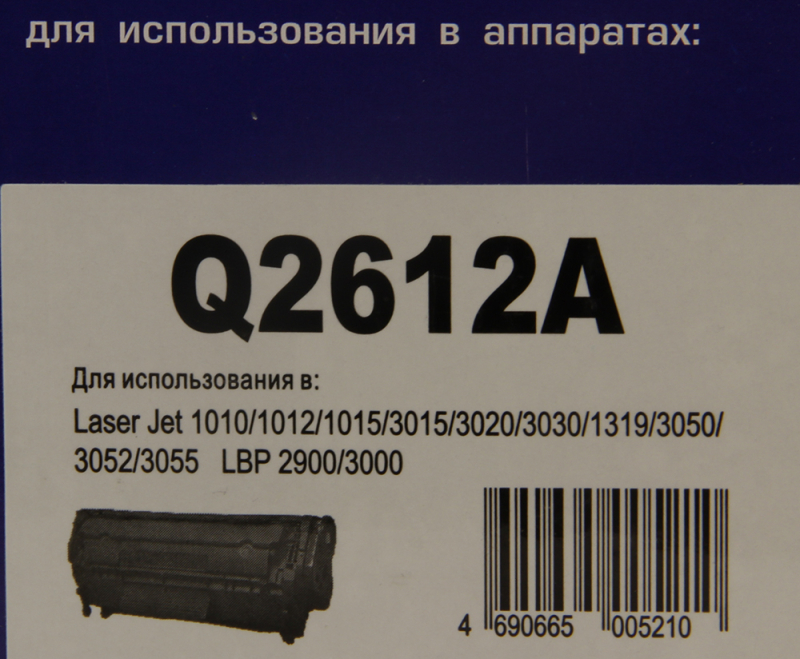 для использования в аппаратах:
Q2612A
Для использования в:
Laser Jet 1010/1012/1015/3015/3020/3030/1319/3050/
3052/3055 LBP 2900/3000
4 690665 005210